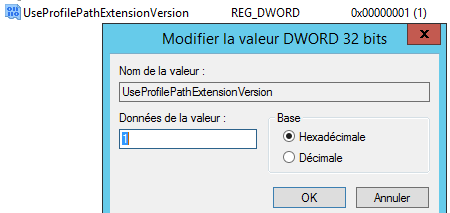 UseProfilePathExtensionVersion REG_DWORD 0x00000001 (1)
Modifier la valeur DWORD 32 bits
x
Nom de la valeur :
UseProfilePathExtensionVersion
Données de la valeur :
1
Base
Hexadécimale
Décimale
OK Annuler